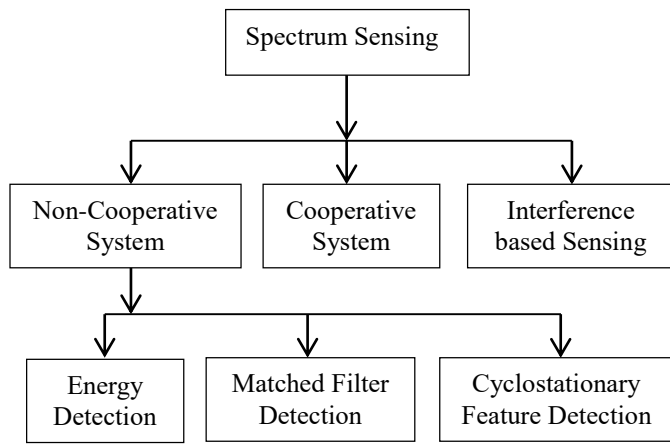 Spectrum Sensing
Non-Cooperative
System
Cooperative
System
Interference
based Sensing
Energy
Detection
Matched Filter
Detection
Cyclostationary
Feature Detection